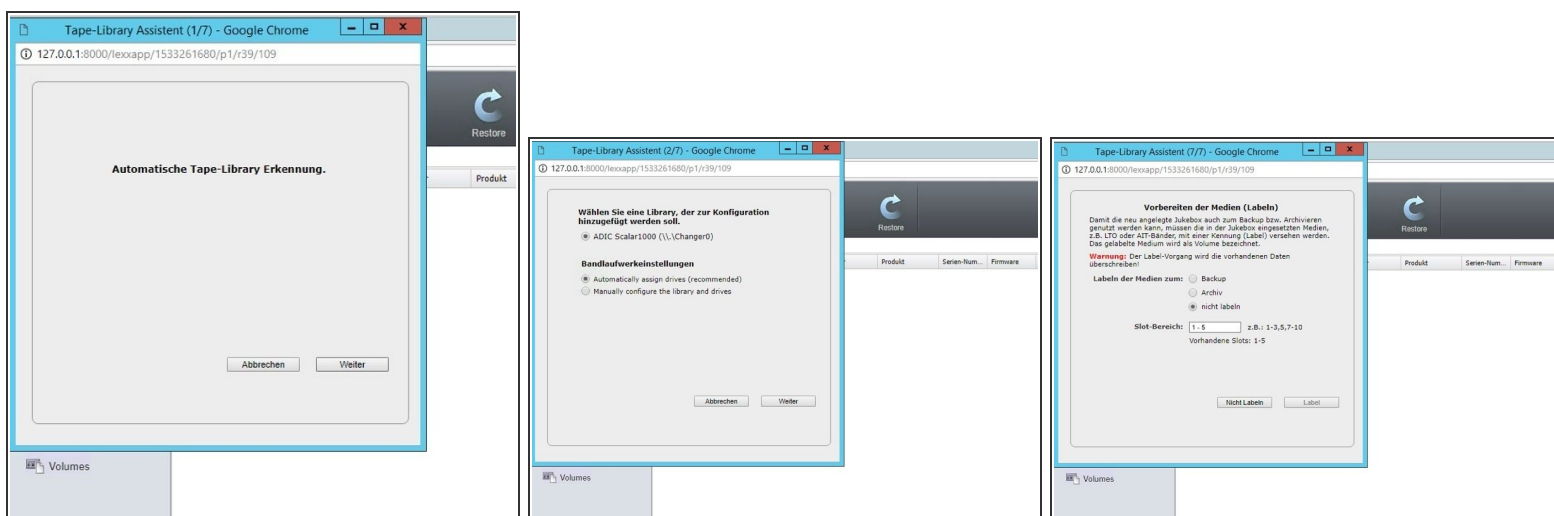 Tape-Library Assistent (1/7) - Google Chrome
127.0.0.1:8000/lexxapp/1533261680/p1/r39/109
Automatische Tape-Library Erkennung.
Abbrechen
Weiter
Restore
Produkt
Volumes
Tape-Library Assistent (2/7) - Google Chrome
127.0.0.1:8000/lexxapp/1533261680/p1/r39/109
Wählen Sie eine Library, der zur Konfiguration
hinzugefügt werden soll.
ADIC Scalar1000 (\\.\Changer0)
Bandlaufwerkeinstellungen
Automatically assign drives (recommended)
Manually configure the library and drives
Abbrechen
Weiter
Restore
Produkt
Serien-Num...
Firmware
Volumes
Tape-Library Assistent (7/7) - Google Chrome
127.0.0.1:8000/lexxapp/1533261680/p1/r39/109
Vorbereiten der Medien (Labeln)
Damit die neu angelegte Jukebox auch zum Backup bzw. Archivieren
genutzt werden kann, müssen die in der Jukebox eingesetzten Medien,
z.B. LTO oder AIT-Bänder, mit einer Kennung (Label) versehen werden.
Das gelabelte Medium wird als Volume bezeichnet.
Warnung: Der Label-Vorgang wird die vorhandenen Daten
überschreiben!
Labeln der Medien zum:
Backup
Archiv
nicht labeln
Slot-Bereich: 1 - 5 z.B.: 1-3,5,7-10
Vorhandene Slots: 1-5
Nicht Labeln
Label
Restore
Produkt
Serien-Num...
Firmware
Volumes